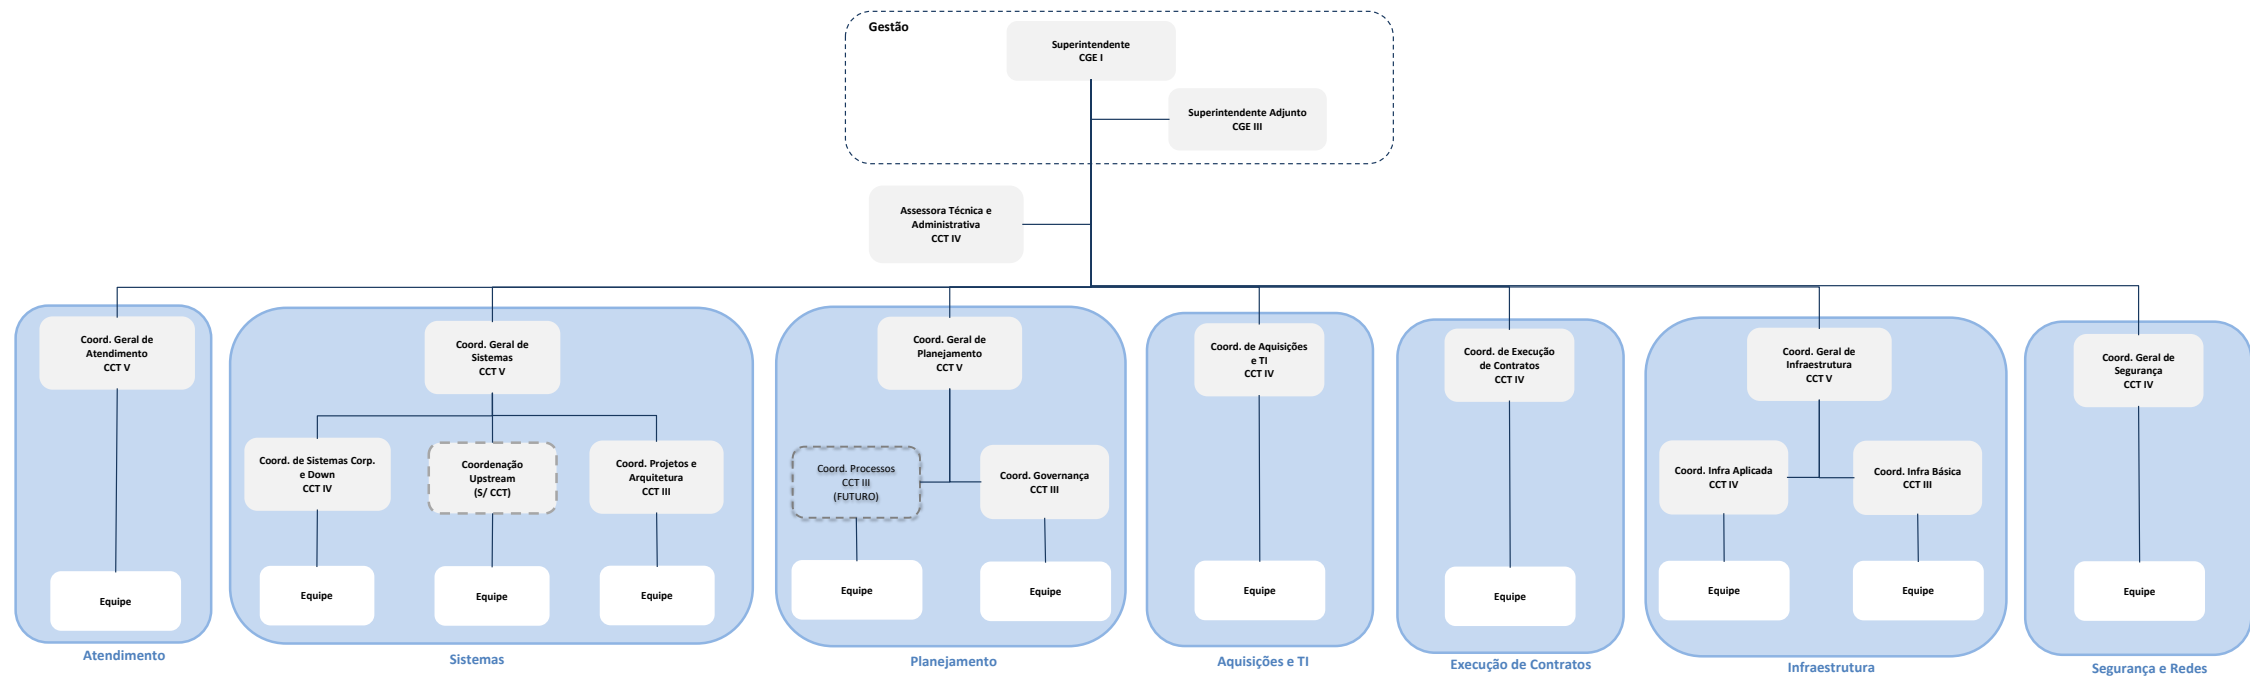 Gestão
Superintendente
CGE I
Superintendente Adjunto
CGE III
Assessora Técnica e
Administrativa
CCT IV
Coord. Geral de
Atendimento
CCT V
Equipe
Atendimento
Coord. Geral de
Sistemas
CCT V
Coord. de Sistemas Corp.
e Down
CCT IV
Coordenação
Upstream
(S/ CCT)
Coord. Projetos e
Arquitetura
CCT III
Equipe
Equipe
Equipe
Sistemas
Coord. Geral de
Planejamento
CCT V
Coord. Processos
CCT III
(FUTURO)
Coord. Governança
CCT III
Equipe
Equipe
Planejamento
Coord. de Aquisições
e TI
CCT IV
Equipe
Aquisições e TI
Coord. de Execução
de Contratos
CCT IV
Equipe
Execução de Contratos
Coord. Geral de
Infraestrutura
CCT V
Coord. Infra Aplicada
CCT IV
Coord. Infra Básica
CCT III
Equipe
Equipe
Infraestrutura
Coord. Geral de
Segurança
CCT IV
Equipe
Segurança e Redes